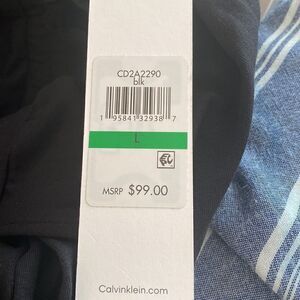 CD2A2290
blk
1 95841 32938 7
L
MSRP $99.00
Calvinklein.com